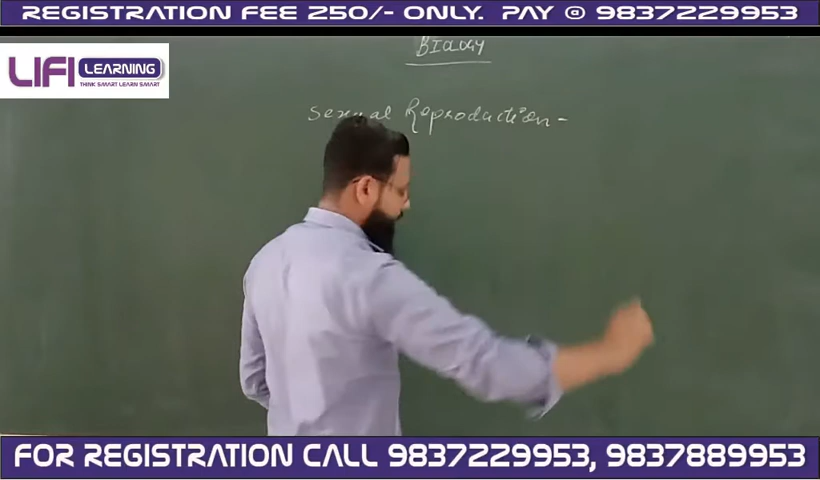 REGISTRATION FEE 250/- ONLY. PAY @ 9837229953
BIOLOGY
LIFI LEARNING
THINK SMART LEARN SMART
Sexual Reproduction -
FOR REGISTRATION CALL 9837229953, 9837889953